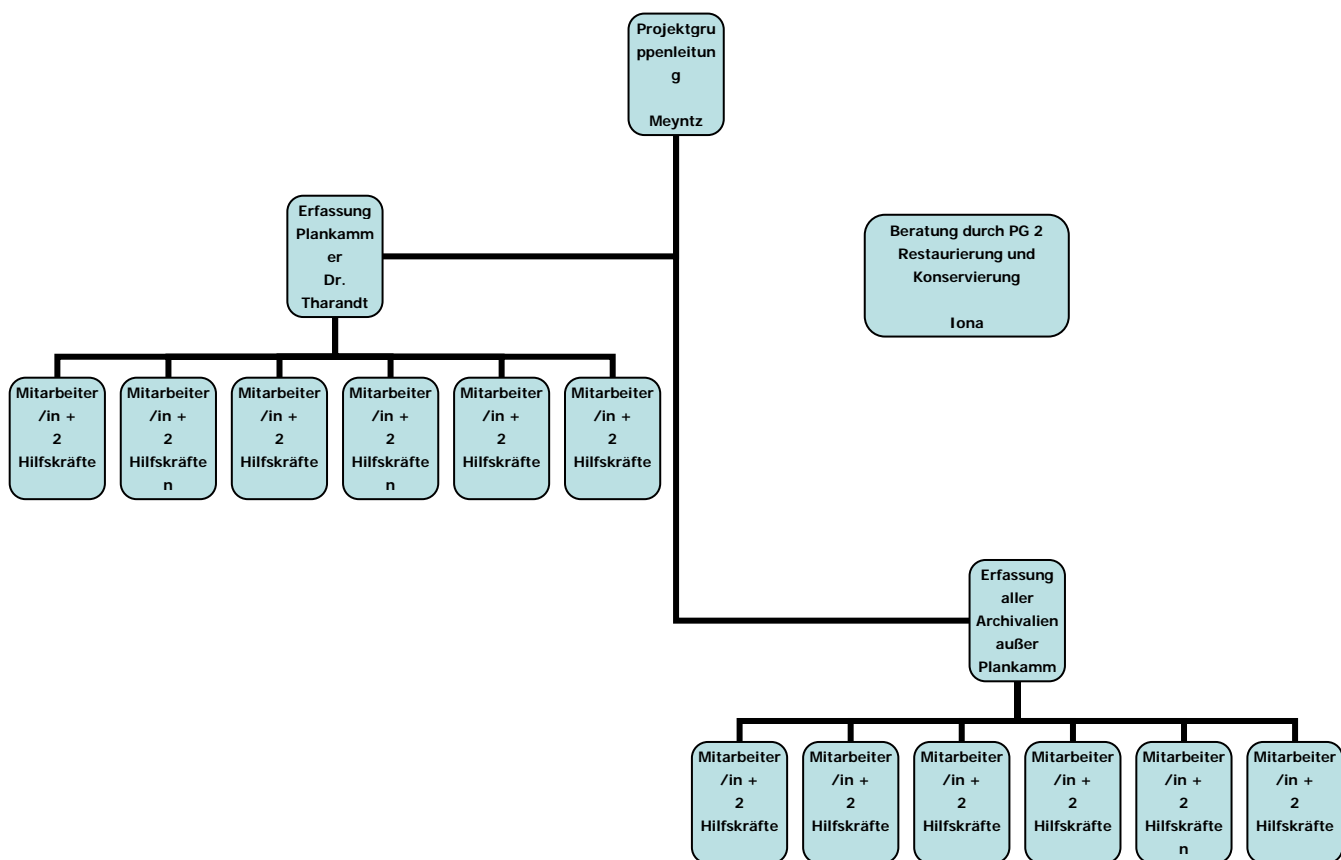 Projektgru
ppenleitun
g
Meyntz
Erfassung
Plankamm
er
Dr.
Tharandt
Beratung durch PG 2
Restaurierung und
Konservierung
Iona
Mitarbeiter
/in +
2
Hilfskräfte
Mitarbeiter
/in +
2
Hilfskräfte
n
Mitarbeiter
/in +
2
Hilfskräfte
Mitarbeiter
/in +
2
Hilfskräfte
n
Mitarbeiter
/in +
2
Hilfskräfte
Mitarbeiter
/in +
2
Hilfskräfte
Erfassung
aller
Archivalien
außer
Plankamm
Mitarbeiter
/in +
2
Hilfskräfte
Mitarbeiter
/in +
2
Hilfskräfte
Mitarbeiter
/in +
2
Hilfskräfte
Mitarbeiter
/in +
2
Hilfskräfte
Mitarbeiter
/in +
2
Hilfskräfte
n
Mitarbeiter
/in +
2
Hilfskräfte